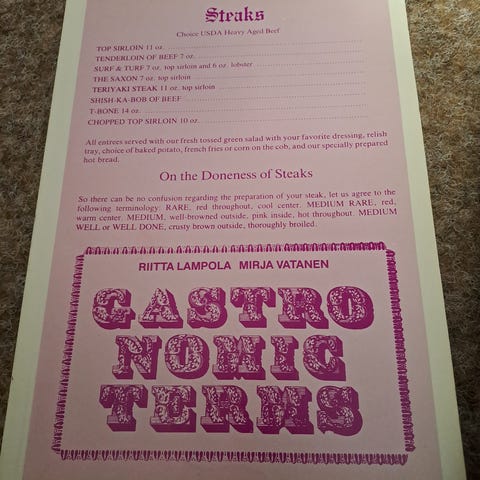 Steaks
Choice USDA Heavy Aged Beef
TOP SIRLOIN 11 oz.
TENDERLOIN OF BEEF 7 oz.
SURF & TURF 7 oz. top sirloin and 6 oz. lobster
THE SAXON 7 oz. top sirloin
TERIYAKI STEAK 11 oz. top sirloin
SHISH-KA-BOB OF BEEF
T-BONE 14 oz.
CHOPPED TOP SIRLOIN 10 oz.
All entrees served with our fresh tossed green salad with your favorite dressing, relish
tray, choice of baked potato, french fries or corn on the cob, and our specially prepared
hot bread.
On the Doneness of Steaks
So there can be no confusion regarding the preparation of your steak, let us agree to the
following terminology: RARE, red throughout, cool center. MEDIUM RARE, red,
warm center. MEDIUM, well-browned outside, pink inside, hot throughout. MEDIUM
WELL or WELL DONE, crusty brown outside, thoroughly broiled.
RIITTA LAMPOLA MIRJA VATANEN
GASTRO
NOMIC
TERMS